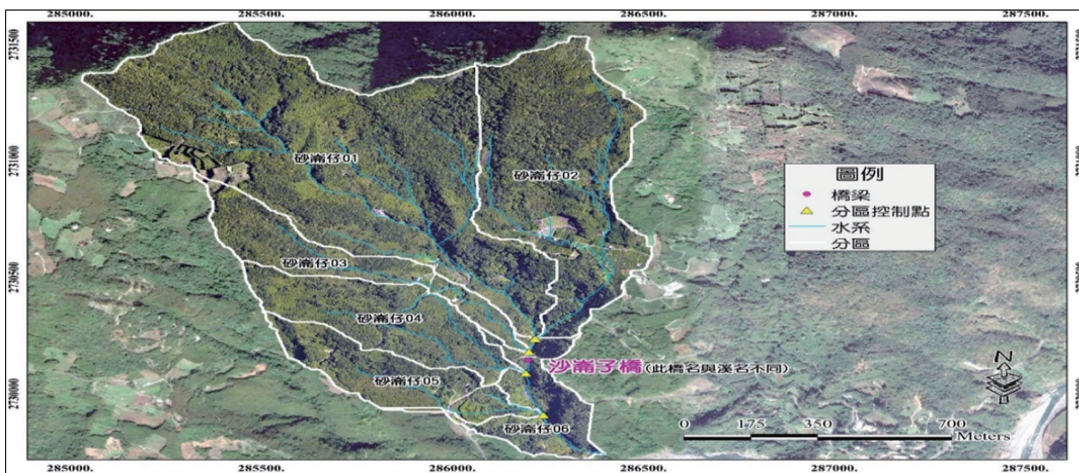 285000. 285500. 286000. 286500. 287000. 287500.
2731500
2731500
砂崙仔01
砂崙仔02
2731000
2731000
圖例
橋梁
分區控制點
水系
分區
砂崙仔03
2730500
2730500
砂崙仔04
沙崙子橋(此橋名與溪名不同)
N
砂崙仔05
2730000
2730000
砂崙仔06
0 175 350 700
Meters
285000. 285500. 286000. 286500. 287000. 287500.